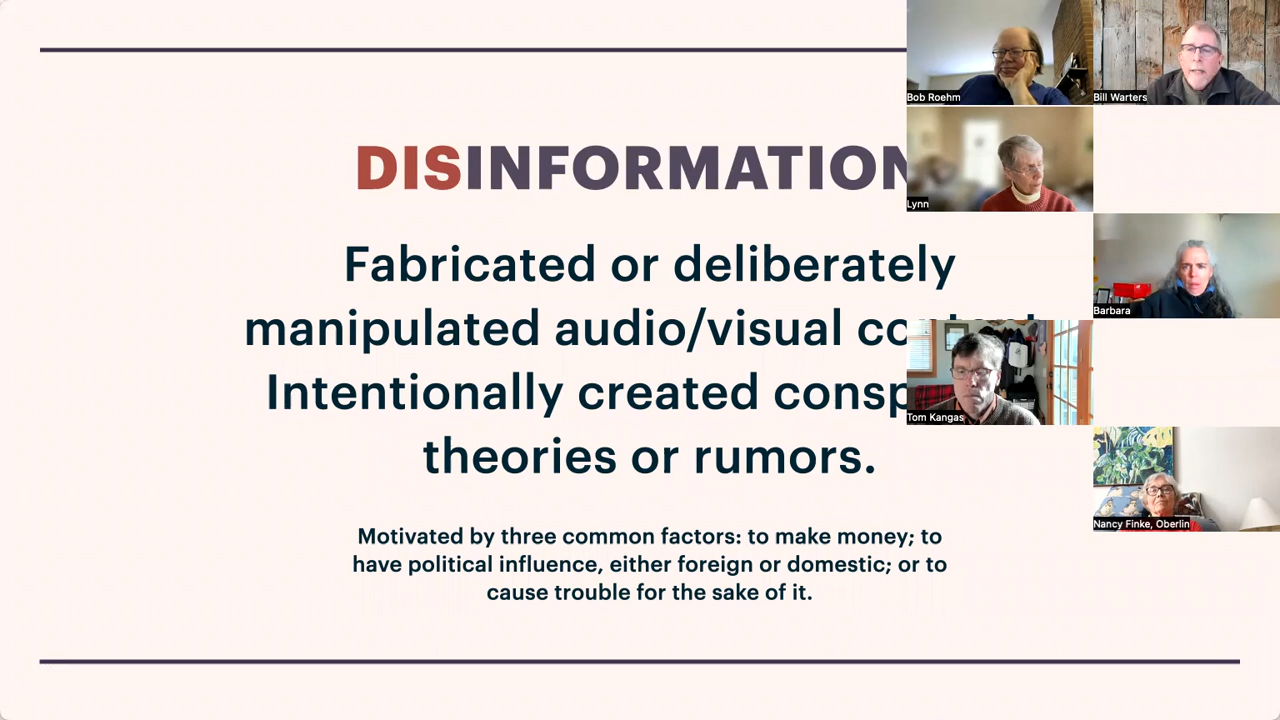 DISINFORMATION
Fabricated or deliberately
manipulated audio/visual
Intentionally created
theories or rumors.
Motivated by three common factors: to make money; to
have political influence, either foreign or domestic; or to
cause trouble for the sake of it.
Bob Roehm
Bill Warters
Lynn
Barbara
Tom Kangas
Nancy Finke, Oberlin